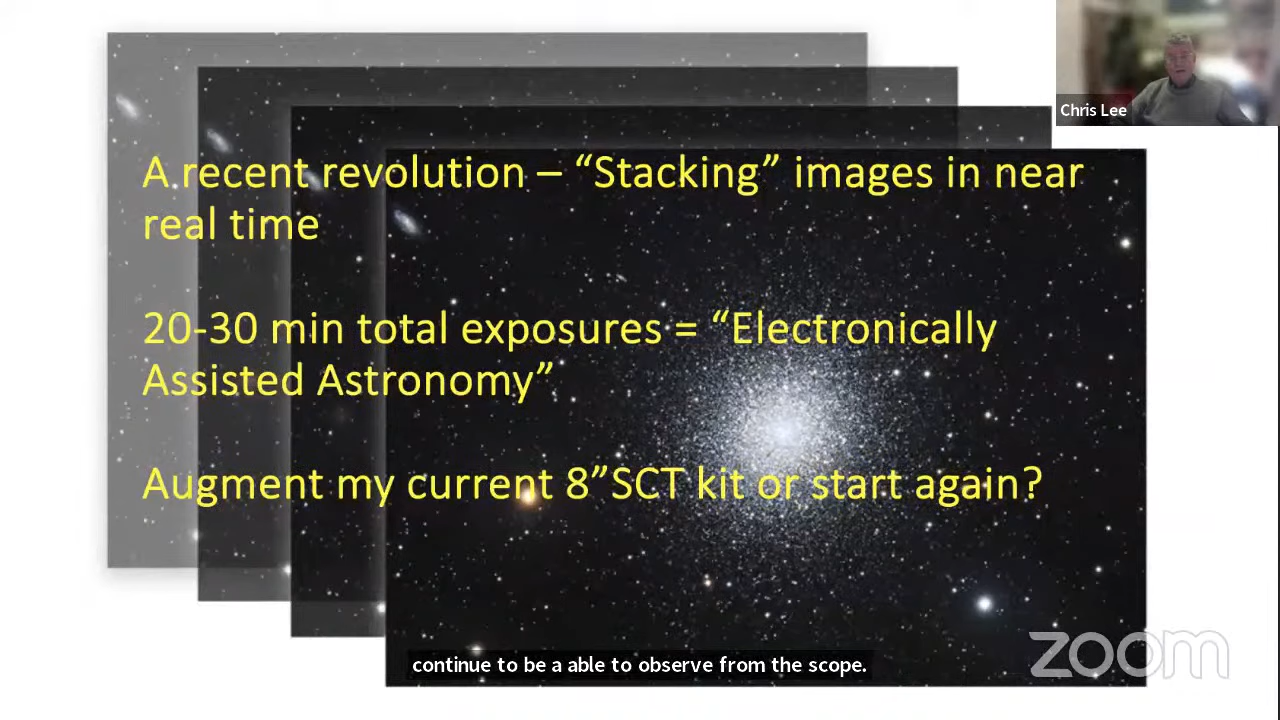 Chris Lee
A recent revolution – “Stacking” images in near
real time
20-30 min total exposures = “Electronically
Assisted Astronomy”
Augment my current 8”SCT kit or start again?
continue to be a able to observe from the scope.
zoom